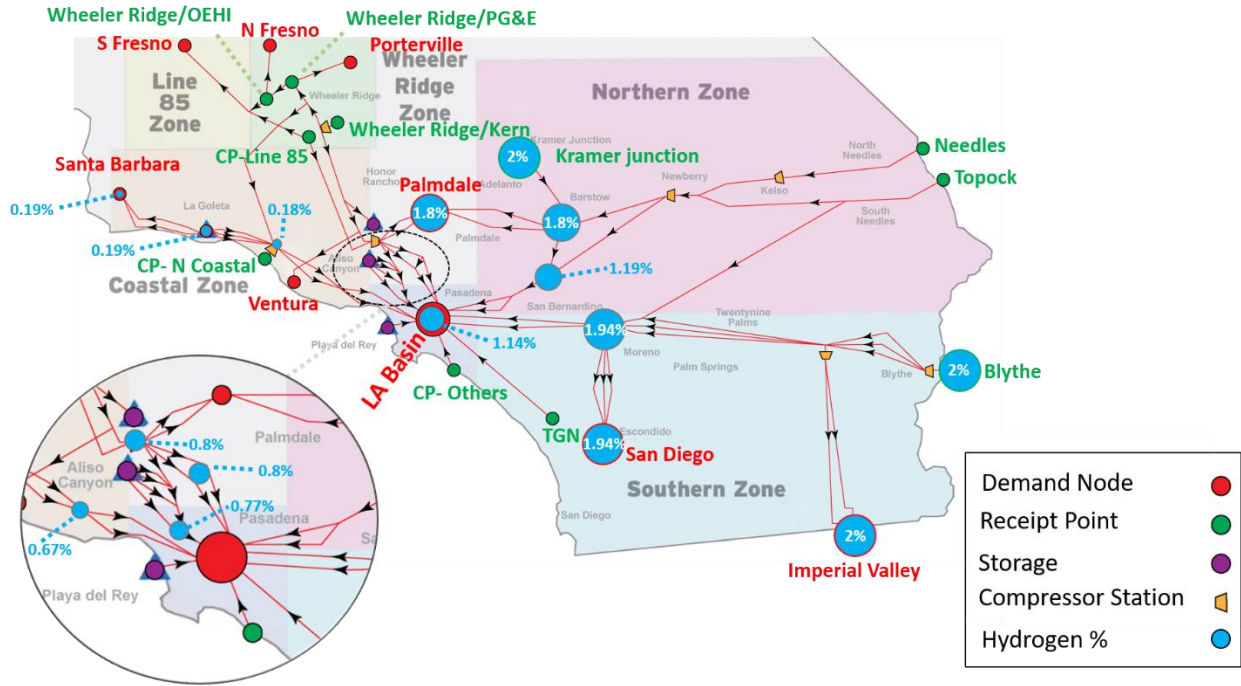 Wheeler Ridge/OEHI
N Fresno
Wheeler Ridge/PG&E
S Fresno
Porterville
Wheeler
Ridge
Zone
Line
85
Zone
Wheeler Ridge
Northern Zone
Wheeler Ridge/Kern
CP-Line 85
Kramer Junction
2%
Kramer junction
Needles
North
Needles
Topock
Santa Barbara
Honor
Rancho
Palmdale
Adelanto
Newberry
Kelso
Barstow
South
Needles
0.19%
La Goleta
0.18%
1.8%
1.8%
Palmdale
0.19%
CP- N Coastal
Coastal Zone
Aliso
Canyon
1.19%
Ventura
Pasadena
San Bernardino
Twentynine
Palms
Playa del Rey
LA Basin
1.14%
1.94%
Moreno
Palm Springs
Blythe
2%
Blythe
CP- Others
TGN
Escondido
1.94%
San Diego
Southern Zone
San Diego
2%
Imperial Valley
Palmdale
0.8%
Aliso
Canyon
0.8%
0.77%
Pasadena
0.67%
Sa
Playa del Rey
Demand Node
Receipt Point
Storage
Compressor Station
Hydrogen %